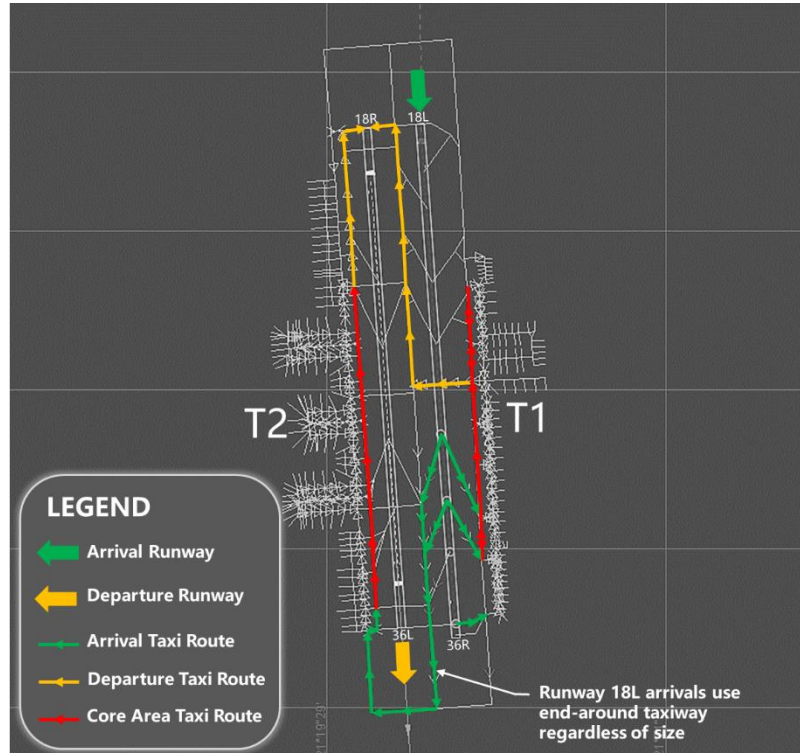 18R
18L
T2
T1
LEGEND
Arrival Runway
Departure Runway
Arrival Taxi Route
Departure Taxi Route
Core Area Taxi Route
36L
36R
Runway 18L arrivals use
end-around taxiway
regardless of size